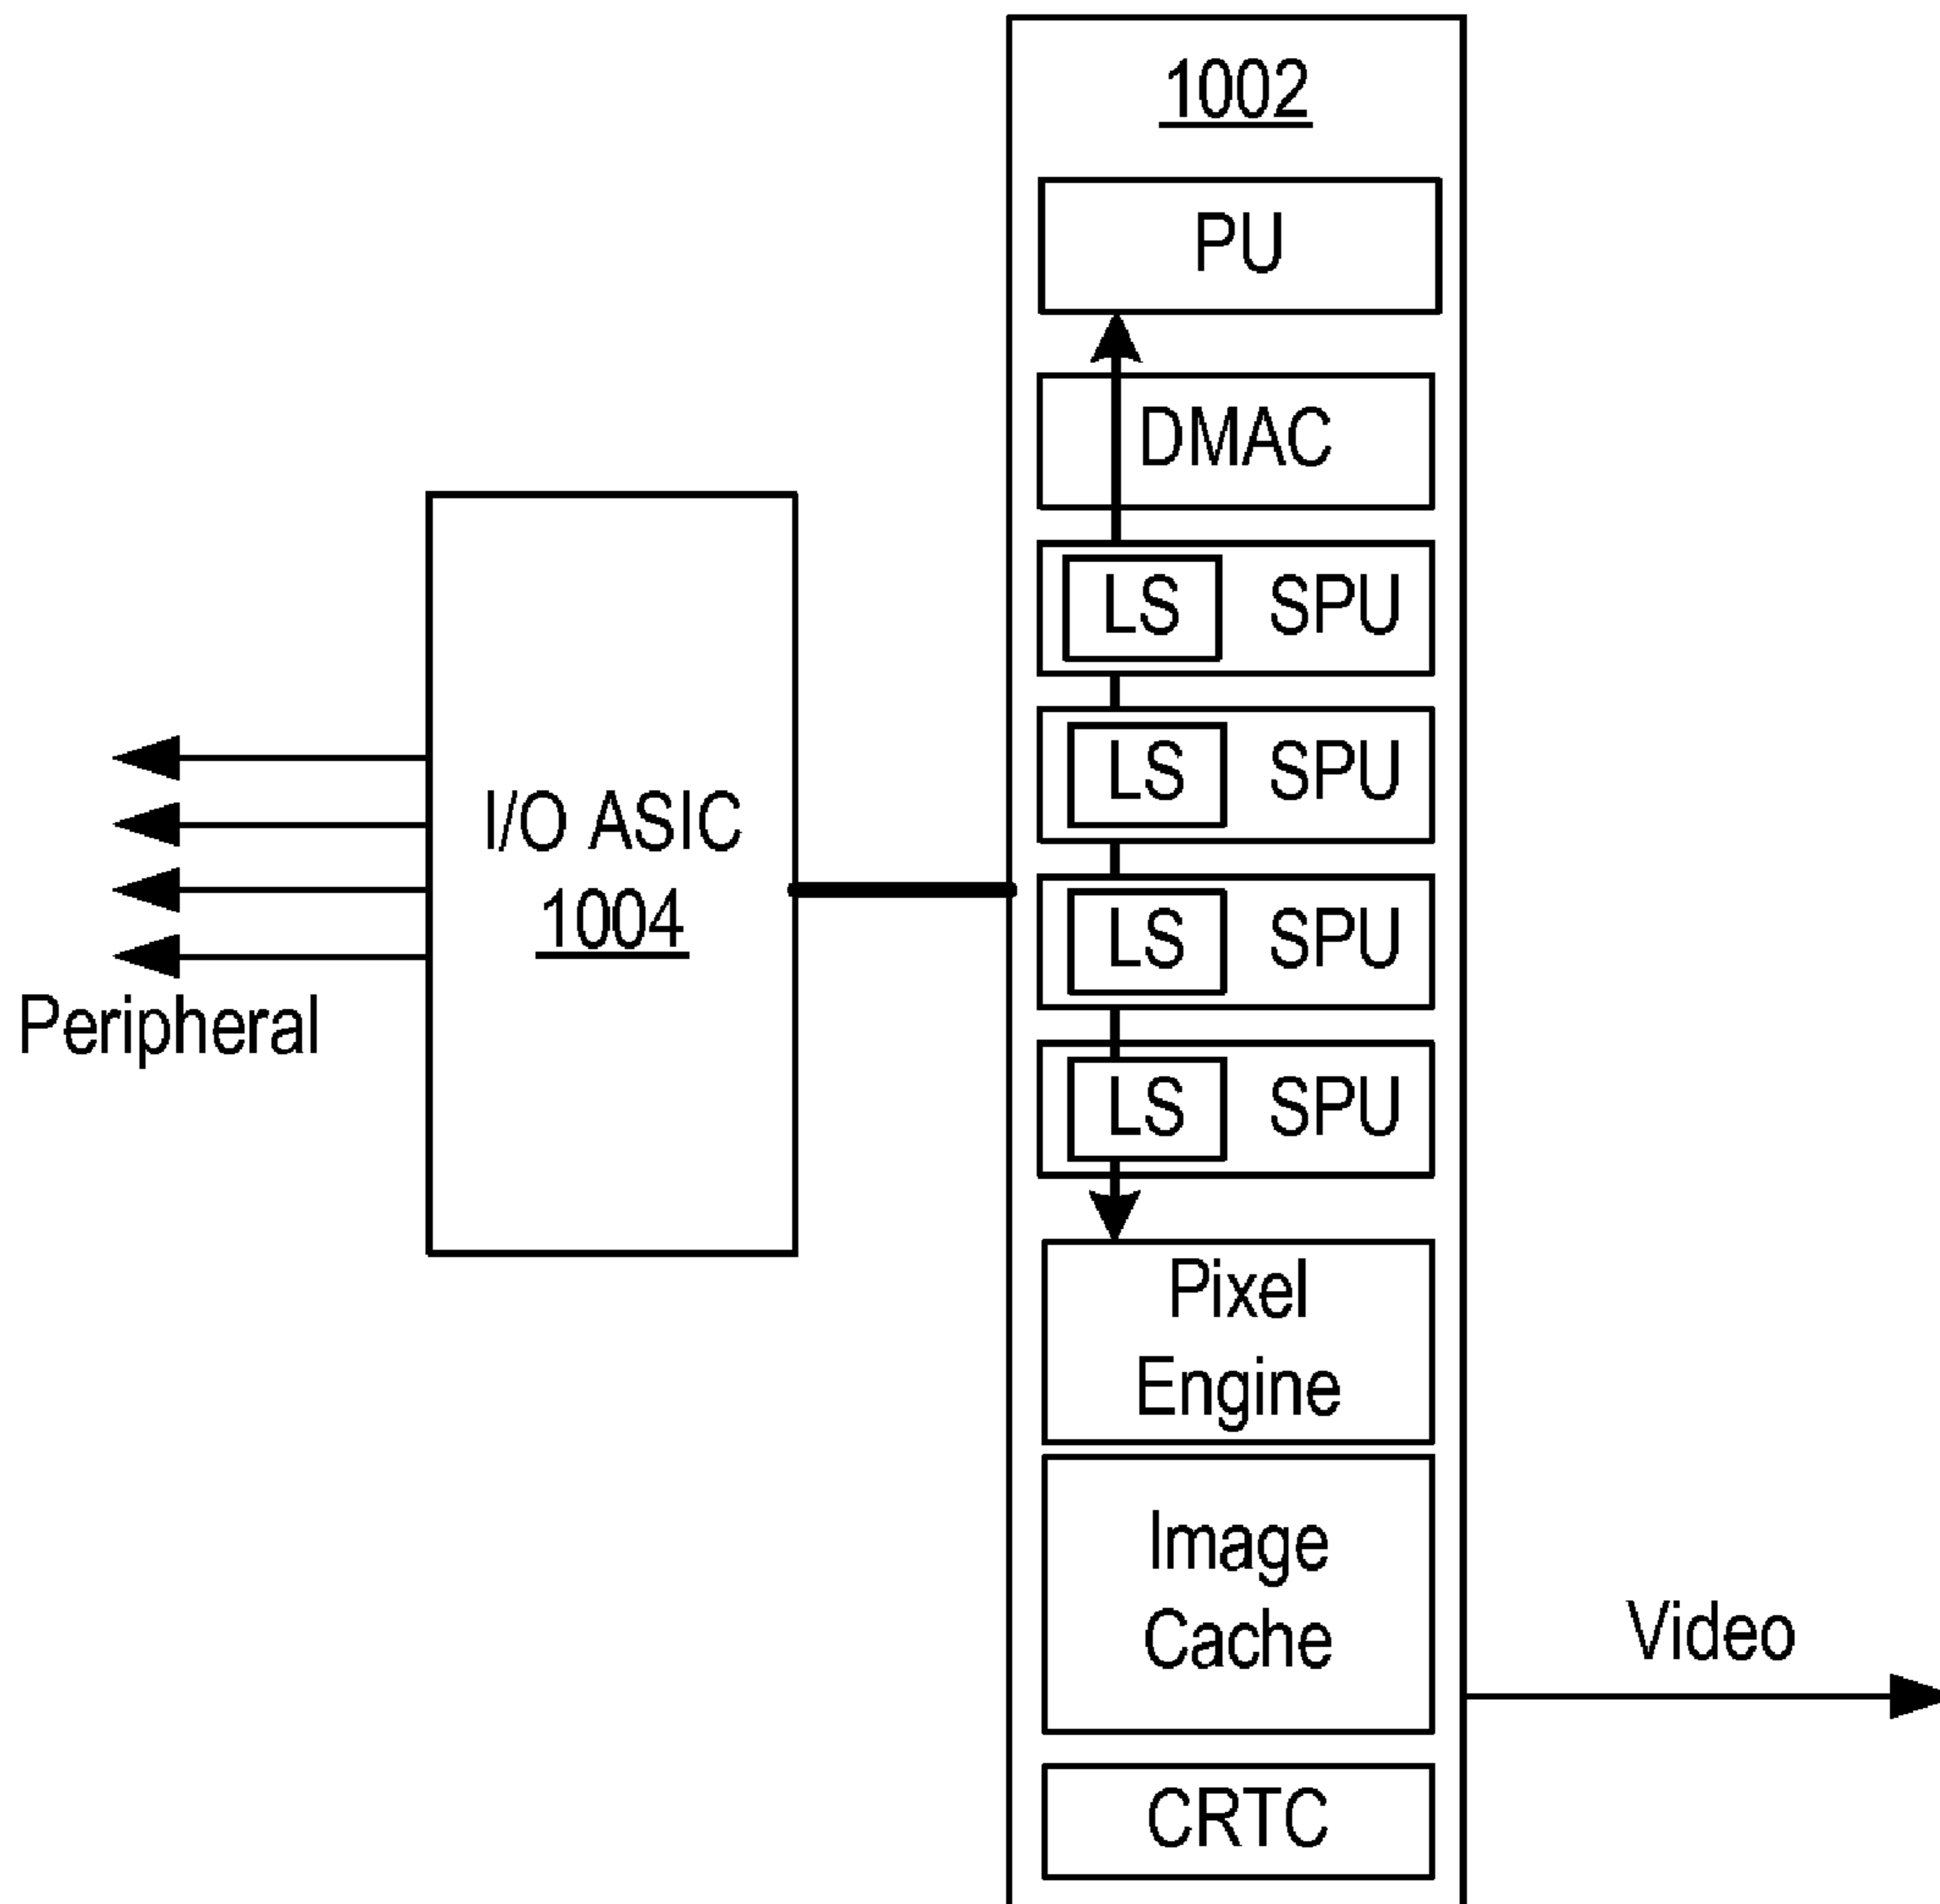 1002
PU
DMAC
LS SPU
LS SPU
I/O ASIC
1004
LS SPU
Peripheral
LS SPU
Pixel
Engine
Image
Cache
Video
CRTC